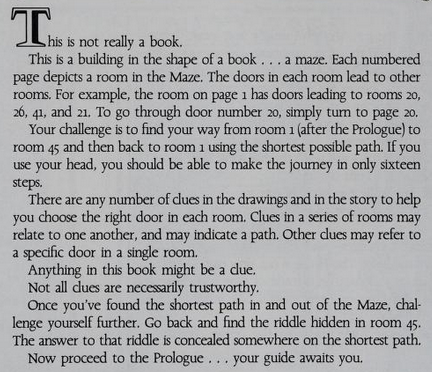 This is not really a book.
This is a building in the shape of a book . . . a maze. Each numbered
page depicts a room in the Maze. The doors in each room lead to other
rooms. For example, the room on page 1 has doors leading to rooms 20,
26, 41, and 21. To go through door number 20, simply turn to page 20.
Your challenge is to find your way from room 1 (after the Prologue) to
room 45 and then back to room 1 using the shortest possible path. If you
use your head, you should be able to make the journey in only sixteen
steps.
There are any number of clues in the drawings and in the story to help
you choose the right door in each room. Clues in a series of rooms may
relate to one another, and may indicate a path. Other clues may refer to
a specific door in a single room.
Anything in this book might be a clue.
Not all clues are necessarily trustworthy.
Once you've found the shortest path in and out of the Maze, chal-
lenge yourself further. Go back and find the riddle hidden in room 45.
The answer to that riddle is concealed somewhere on the shortest path.
Now proceed to the Prologue . . . your guide awaits you.